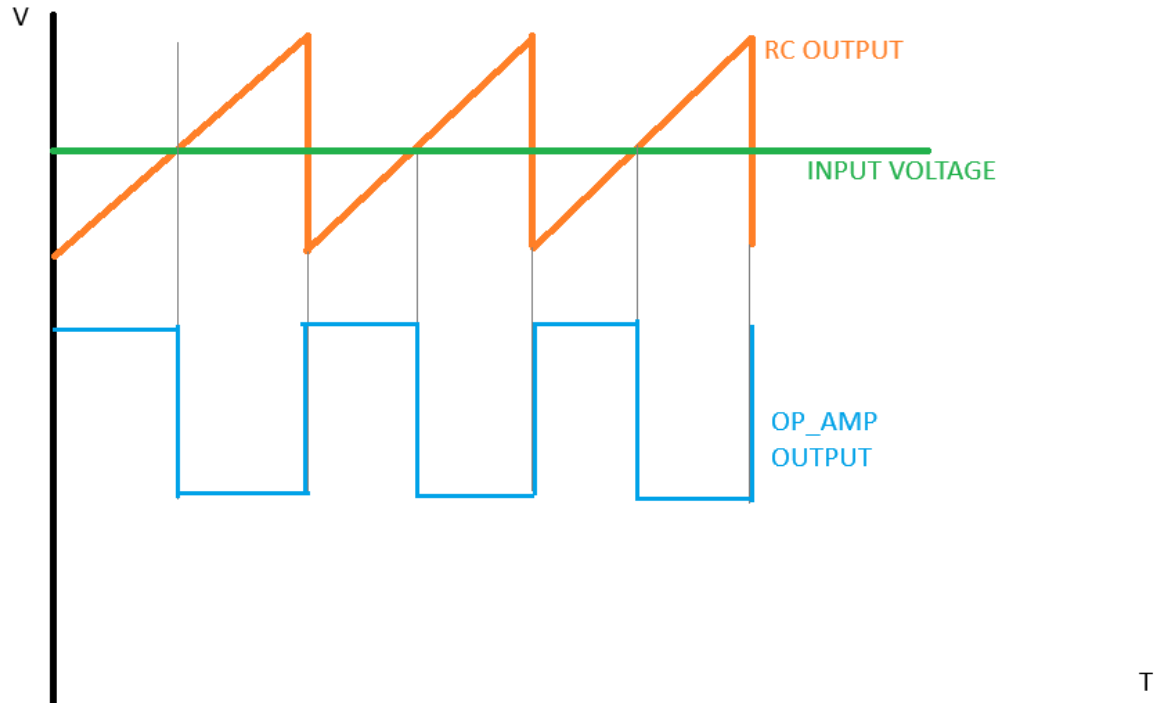 V
RC OUTPUT
INPUT VOLTAGE
OP_AMP
OUTPUT
T